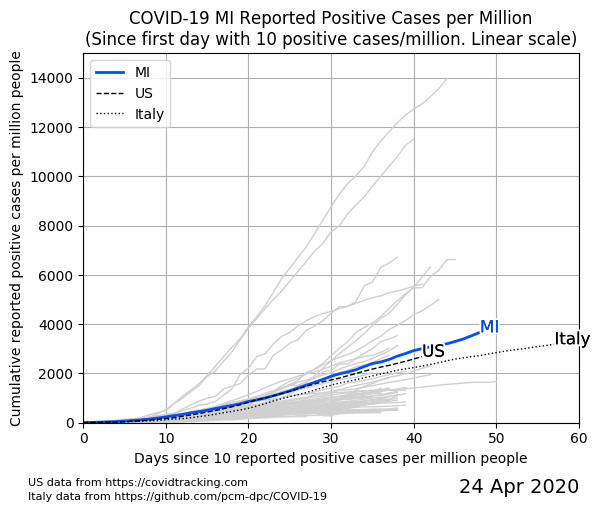 COVID-19 MI Reported Positive Cases per Million
(Since first day with 10 positive cases/million. Linear scale)
Cumulative reported positive cases per million people
14000
12000
10000
8000
6000
4000
2000
0
MI
US
Italy
MI
US
Italy
0 10 20 30 40 50 60
Days since 10 reported positive cases per million people
US data from https://covidtracking.com
Italy data from https://github.com/pcm-dpc/COVID-19
24 Apr 2020